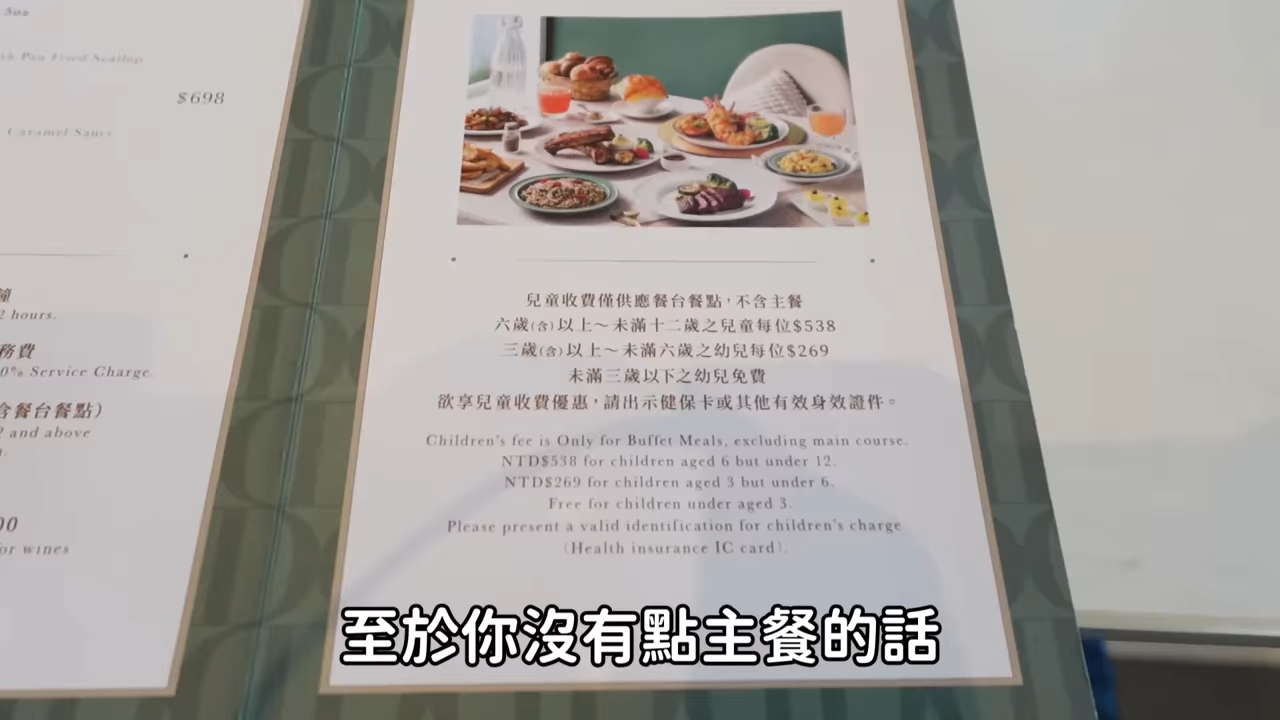 5oz
Pan Fried Scallop
$698
Caramel Sauce
2 hours.
務費
0% Service Charge.
含餐台餐點）
2 and above
00
or wines
兒童收費僅供應餐台餐點，不含主餐
六歲(含)以上～未滿十二歲之兒童每位$538
三歲(含)以上～未滿六歲之幼兒每位$269
未滿三歲以下之幼兒免費
欲享兒童收費優惠，請出示健保卡或其他有效身效證件。
Children's fee is Only for Buffet Meals, excluding main course.
NTD$538 for children aged 6 but under 12.
NTD$269 for children aged 3 but under 6.
Free for children under aged 3.
Please present a valid identification for children's charge
(Health insurance IC card).
至於你沒有點主餐的話